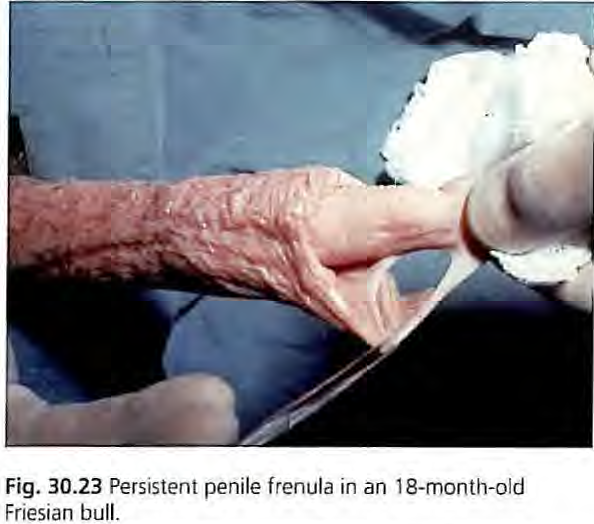 Fig. 30.23 Persistent penile frenula in an 18-month-old
Friesian bull.